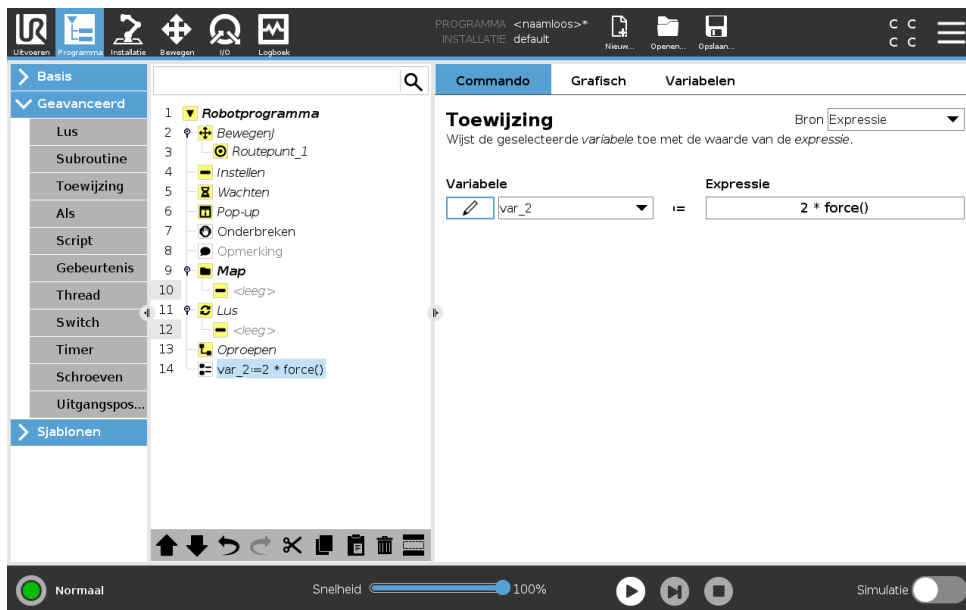 UR
PROGRAMMA <naamloos>*
INSTALLATIE default
Uitvoeren Programma Installatie Bewegen I/O Logboek Nieuw... Openen... Opslaan...
C C
C C
Basis
Geavanceerd
Lus
Subroutine
Toewijzing
Als
Script
Gebeurtenis
Thread
Switch
Timer
Schroeven
Uitgangspos...
Sjablonen
1 Robotprogramma
2 BewegenJ
3 Routepunt_1
4 Instellen
5 Wachten
6 Pop-up
7 Onderbreken
8 Opmerking
9 Map
10 <leeg>
11 Lus
12 <leeg>
13 Oproepen
14 var_2:=2 * force()
Commando Grafisch Variabelen
Toewijzing Bron Expressie
Wijst de geselecteerde variabele toe met de waarde van de expressie.
Variabele Expressie
var_2 := 2 * force()
Normaal Snelheid 100% Simulatie